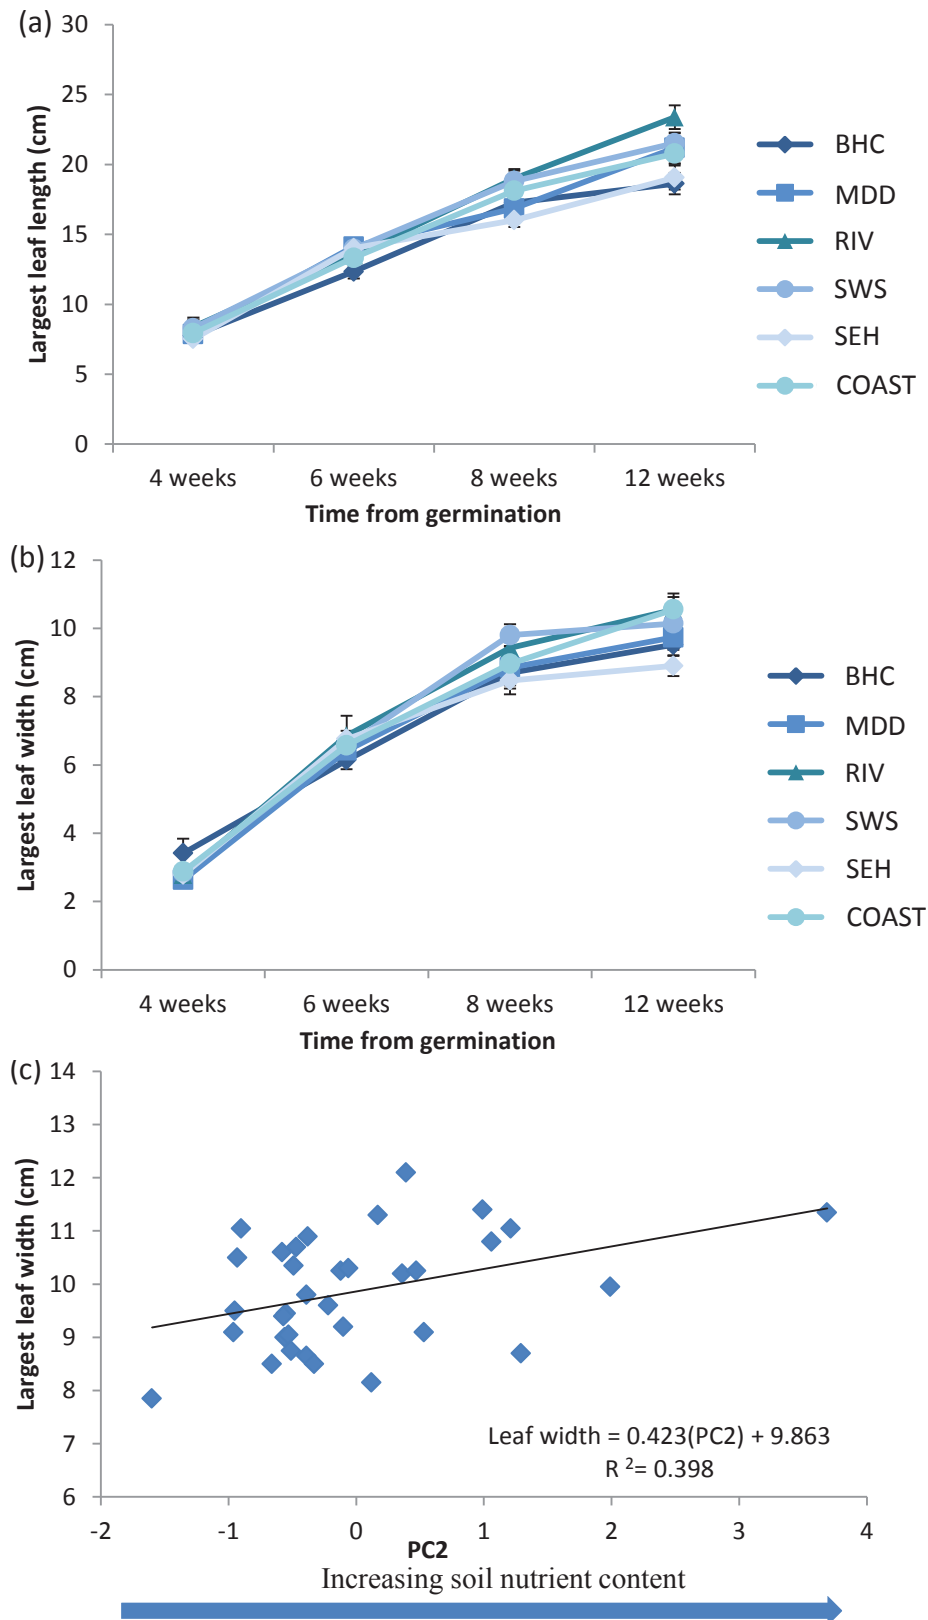 (a)
30
25
20
15
10
5
0
Largest leaf length (cm)
4 weeks 6 weeks 8 weeks 12 weeks
Time from germination
BHC
MDD
RIV
SWS
SEH
COAST
(b)
12
10
8
6
4
2
0
Largest leaf width (cm)
4 weeks 6 weeks 8 weeks 12 weeks
Time from germination
BHC
MDD
RIV
SWS
SEH
COAST
(c)
14
13
12
11
10
9
8
7
6
Largest leaf width (cm)
Leaf width = 0.423(PC2) + 9.863
R ²= 0.398
-2 -1 0 1 2 3 4
PC2
Increasing soil nutrient content